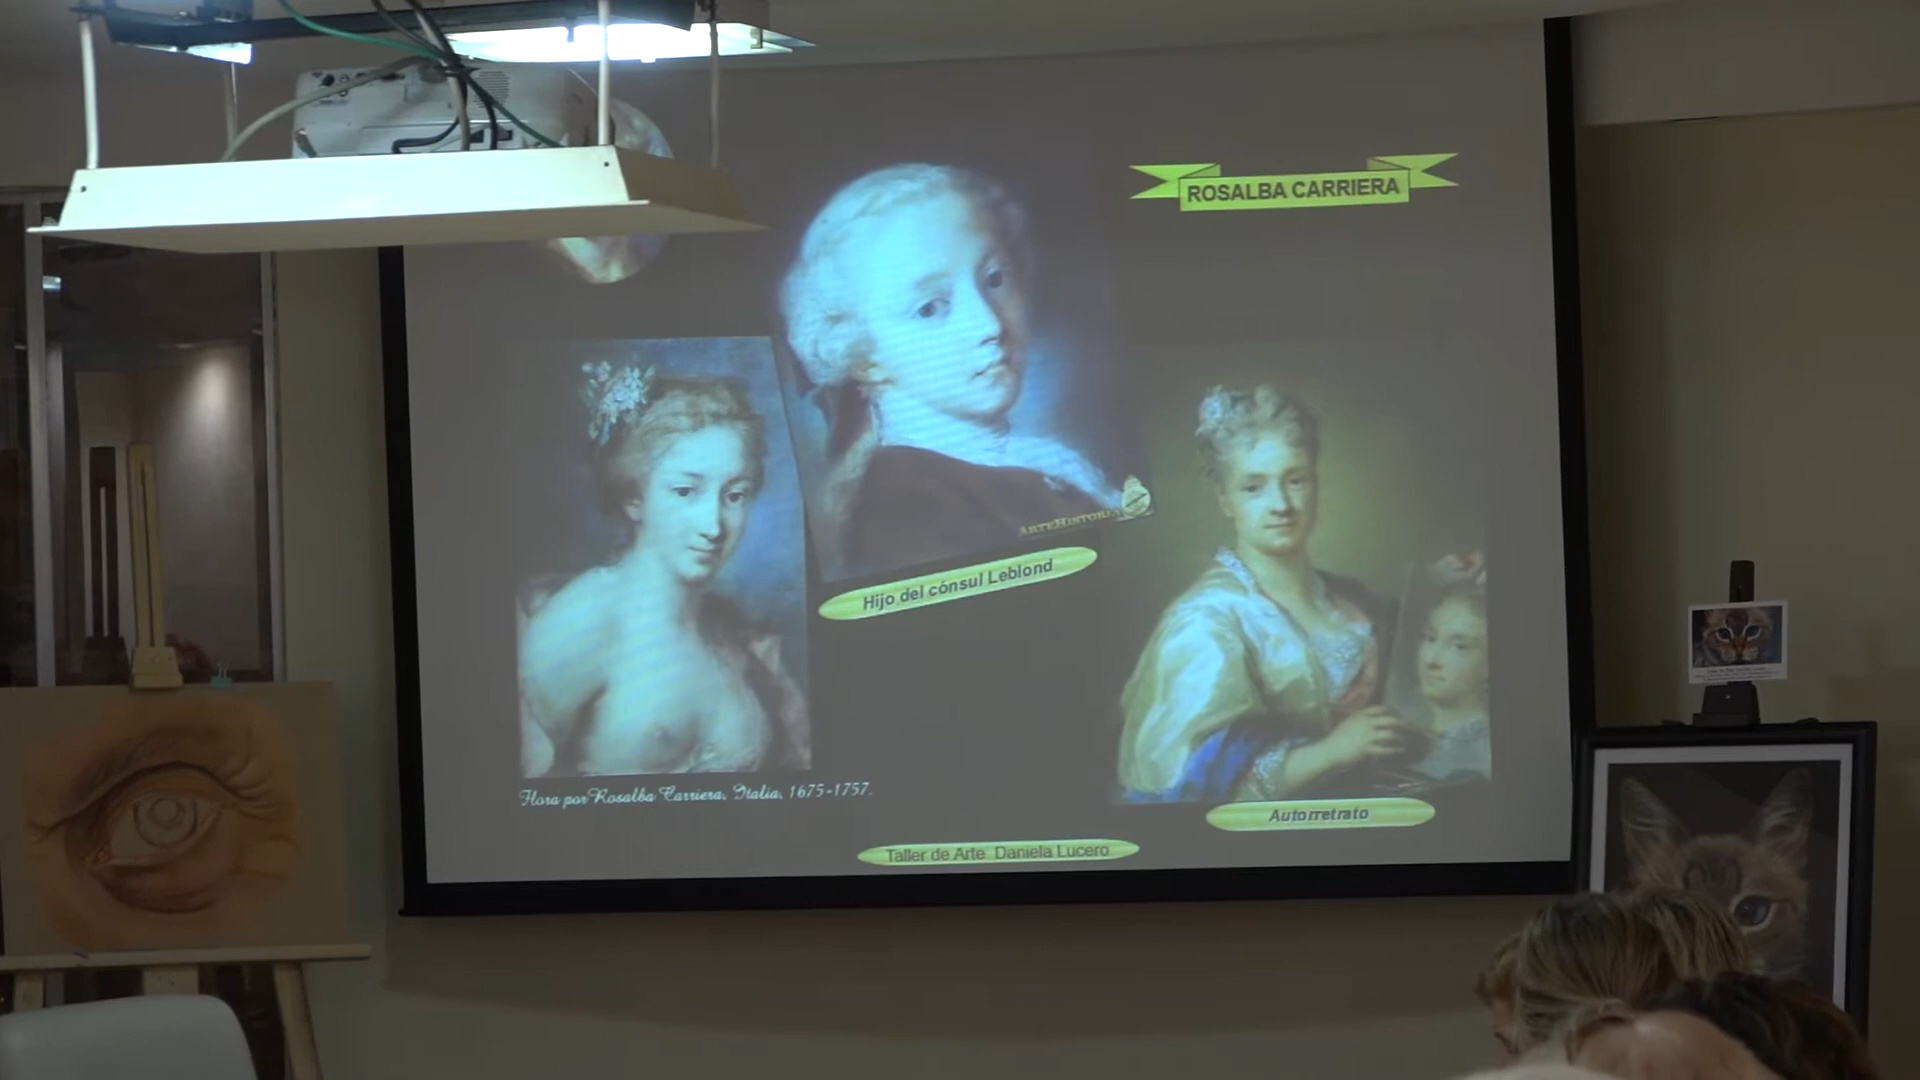 ROSALBA CARRIERA
ARTEHISTORIA
Hijo del cónsul Leblond
Flora por Rosalba Carriera, Italia, 1675-1757.
Autorretrato
Taller de Arte Daniela Lucero